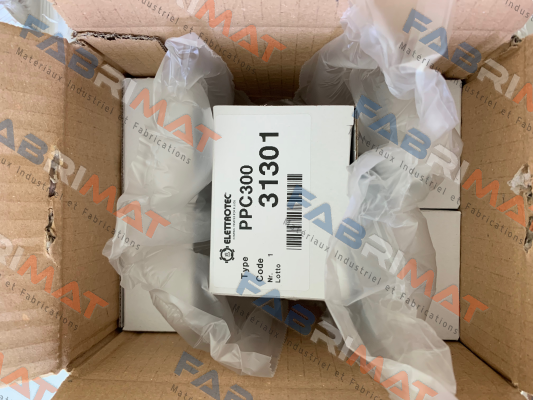 ELETTROTEC
Type PPC300
Code 31301
Nr. 1
Lotto
FABRIMAT
Materiaux Industriel et Fabrications